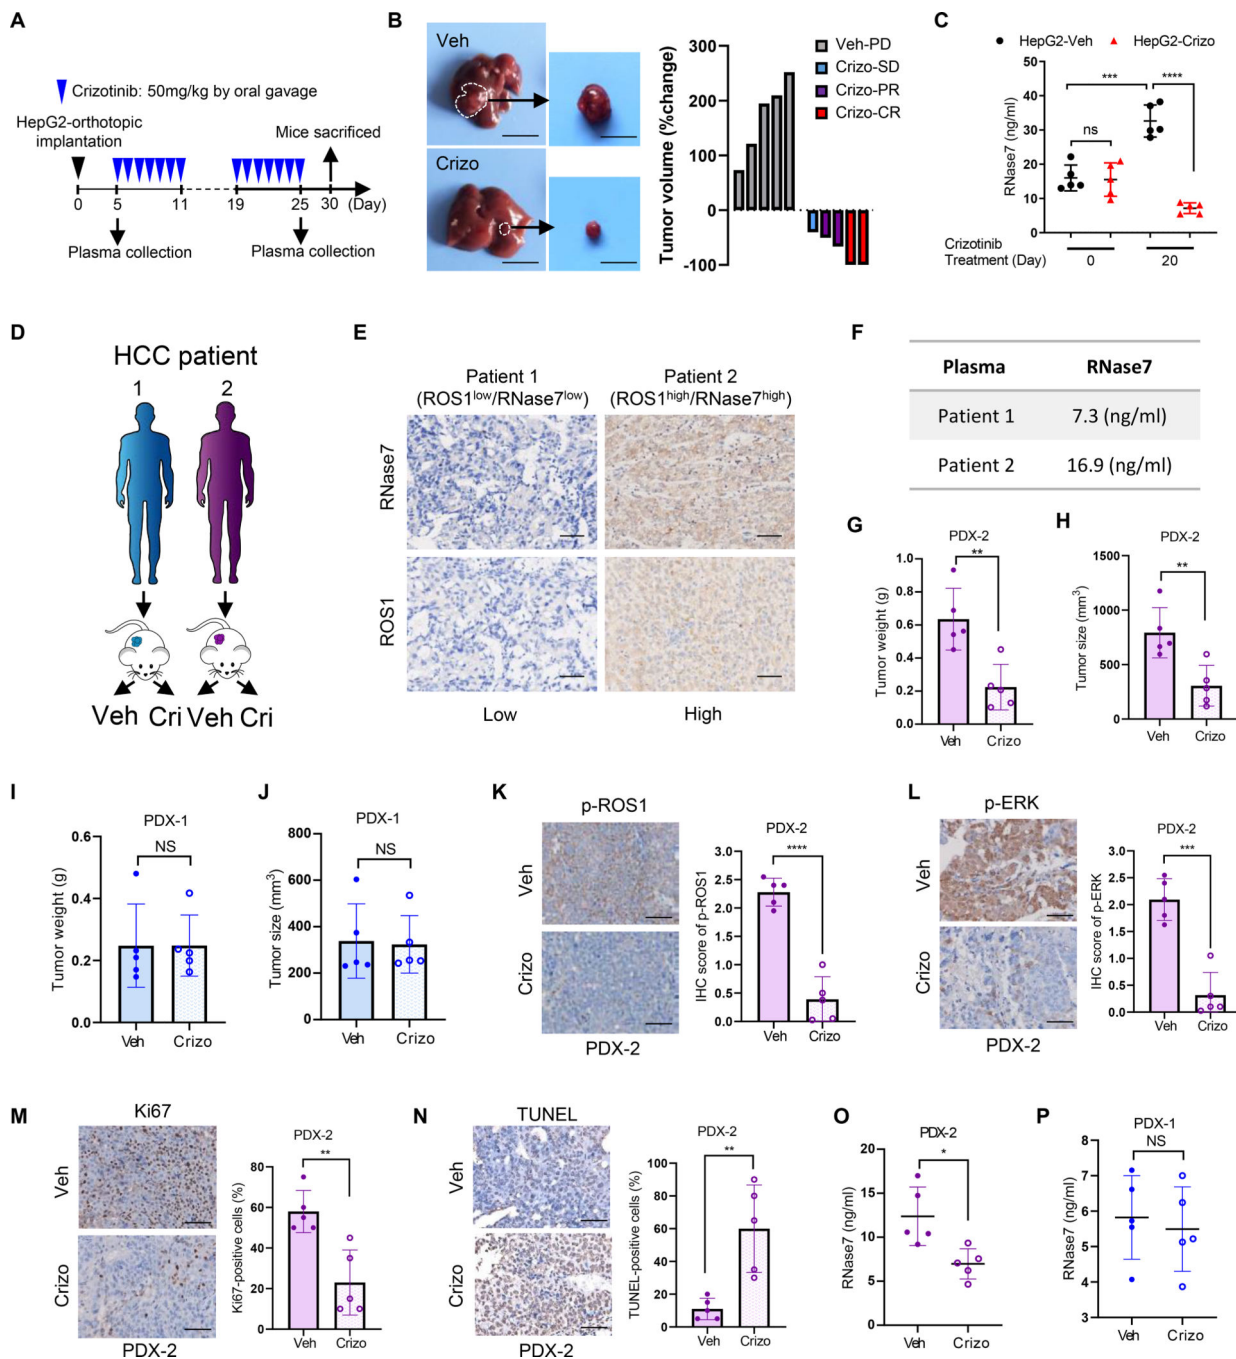 A
Crizotinib: 50mg/kg by oral gavage
HepG2-orthotopic
implantation
Mice sacrificed
0 5 11 19 25 30 (Day)
Plasma collection
Plasma collection
B
Veh
Crizo
Tumor volume (%change)
300
200
100
0
-100
Veh-PD
Crizo-SD
Crizo-PR
Crizo-CR
C
HepG2-Veh HepG2-Crizo
RNase7 (ng/ml)
50
40
30
20
10
0
*** ****
ns
Crizotinib
Treatment (Day) 0 20
D
HCC patient
1 2
Veh Cri Veh Cri
E
Patient 1 Patient 2
(ROS1low/RNase7low) (ROS1high/RNase7high)
RNase7
ROS1
Low High
F
Plasma RNase7
Patient 1 7.3 (ng/ml)
Patient 2 16.9 (ng/ml)
G
PDX-2
**
Tumor weight (g)
1.0
0.8
0.6
0.4
0.2
0.0
Veh Crizo
H
PDX-2
**
Tumor size (mm3)
1500
1000
500
0
Veh Crizo
I
PDX-1
NS
Tumor weight (g)
0.6
0.4
0.2
0.0
Veh Crizo
J
PDX-1
NS
Tumor size (mm3)
800
600
400
200
0
Veh Crizo
K
p-ROS1
Veh
Crizo
PDX-2
PDX-2
****
IHC score of p-ROS1
3.0
2.5
2.0
1.5
1.0
0.5
0.0
Veh Crizo
L
p-ERK
Veh
Crizo
PDX-2
PDX-2
***
IHC score of p-ERK
3.0
2.5
2.0
1.5
1.0
0.5
0.0
Veh Crizo
M
Ki67
Veh
Crizo
PDX-2
PDX-2
**
Ki67-positive cells (%)
80
60
40
20
0
Veh Crizo
N
TUNEL
Veh
Crizo
PDX-2
PDX-2
**
TUNEL-positive cells (%)
100
80
60
40
20
0
Veh Crizo
O
PDX-2
*
RNase7 (ng/ml)
20
15
10
5
0
Veh Crizo
P
PDX-1
NS
RNase7 (ng/ml)
8
7
6
5
4
3
Veh Crizo